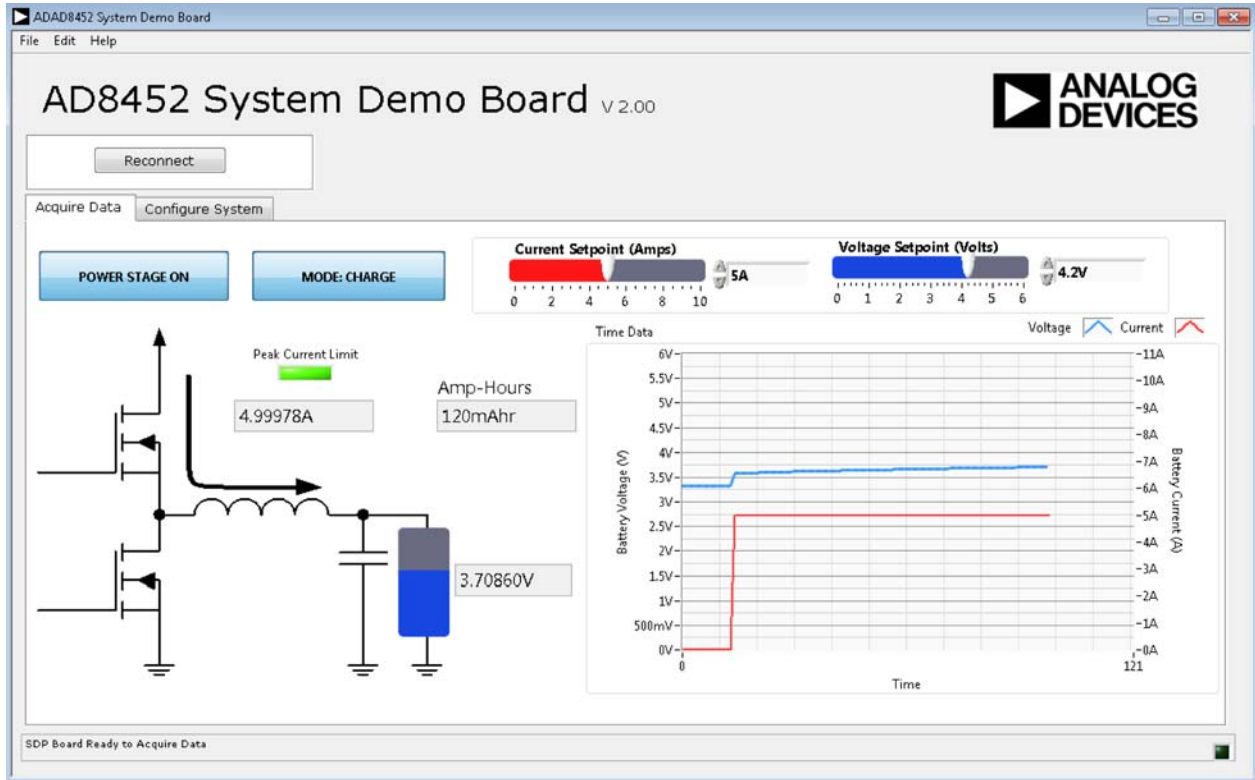 ADAD8452 System Demo Board
File Edit Help
AD8452 System Demo Board V 2.00
ANALOG
DEVICES
Reconnect
Acquire Data Configure System
POWER STAGE ON
MODE: CHARGE
Current Setpoint (Amps)
5A
0 2 4 6 8 10
Voltage Setpoint (Volts)
4.2V
0 1 2 3 4 5 6
Peak Current Limit
4.99978A
Amp-Hours
120mAhr
3.70860V
Time Data
Voltage Current
Battery Voltage (V)
6V
5.5V
5V
4.5V
4V
3.5V
3V
2.5V
2V
1.5V
1V
500mV
0V
11A
10A
9A
8A
7A
6A
5A
4A
3A
2A
1A
0A
Battery Current (A)
0 121
Time
SDP Board Ready to Acquire Data